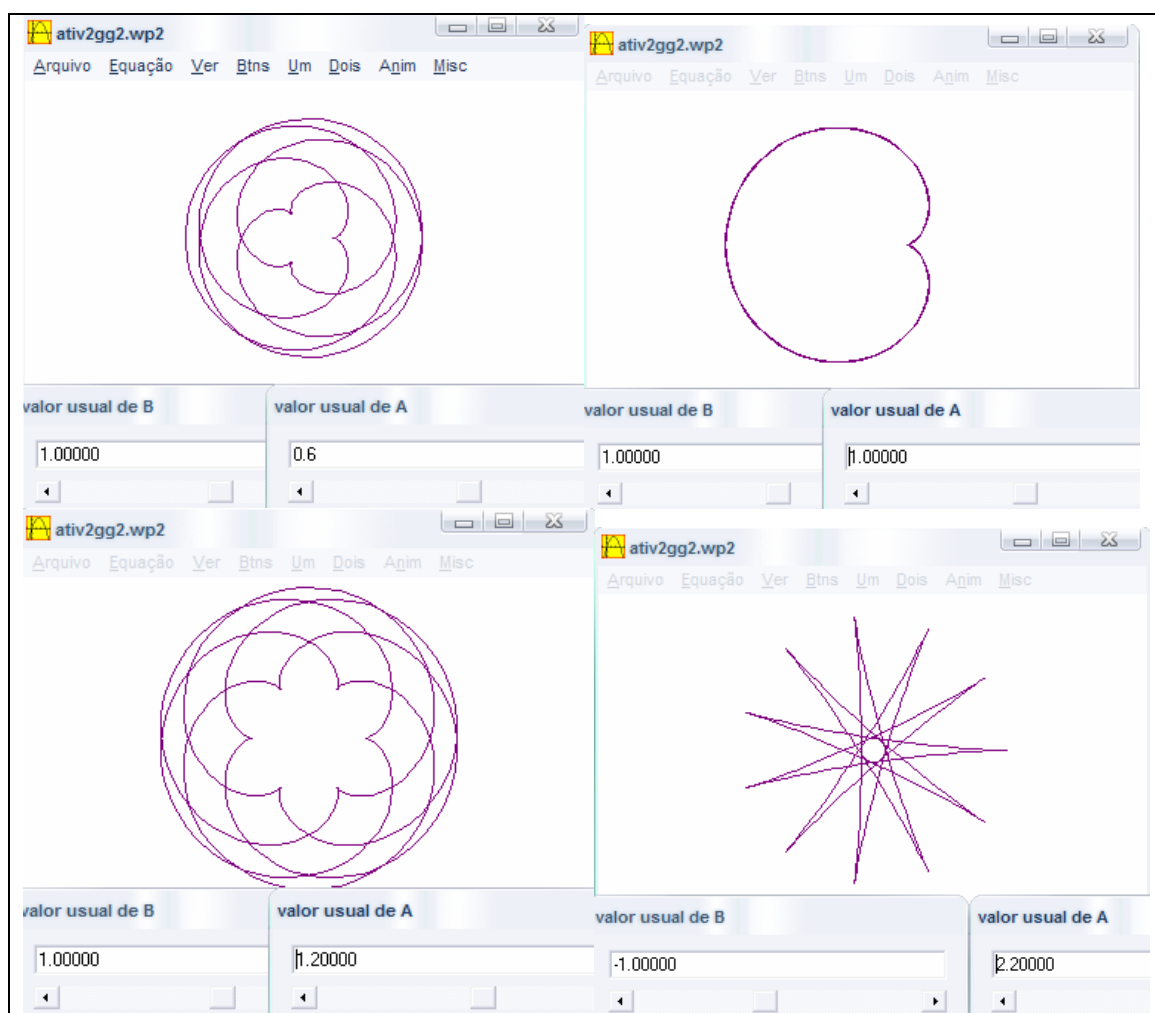 ativ2gg2.wp2
Arquivo Equação Ver Btns Um Dois Anim Misc
valor usual de B
valor usual de A
1.00000
0.6
ativ2gg2.wp2
Arquivo Equação Ver Btns Um Dois Anim Misc
valor usual de B
valor usual de A
1.00000
1.00000
ativ2gg2.wp2
Arquivo Equação Ver Btns Um Dois Anim Misc
valor usual de B
valor usual de A
1.00000
1.20000
ativ2gg2.wp2
Arquivo Equação Ver Btns Um Dois Anim Misc
valor usual de B
valor usual de A
-1.00000
2.20000